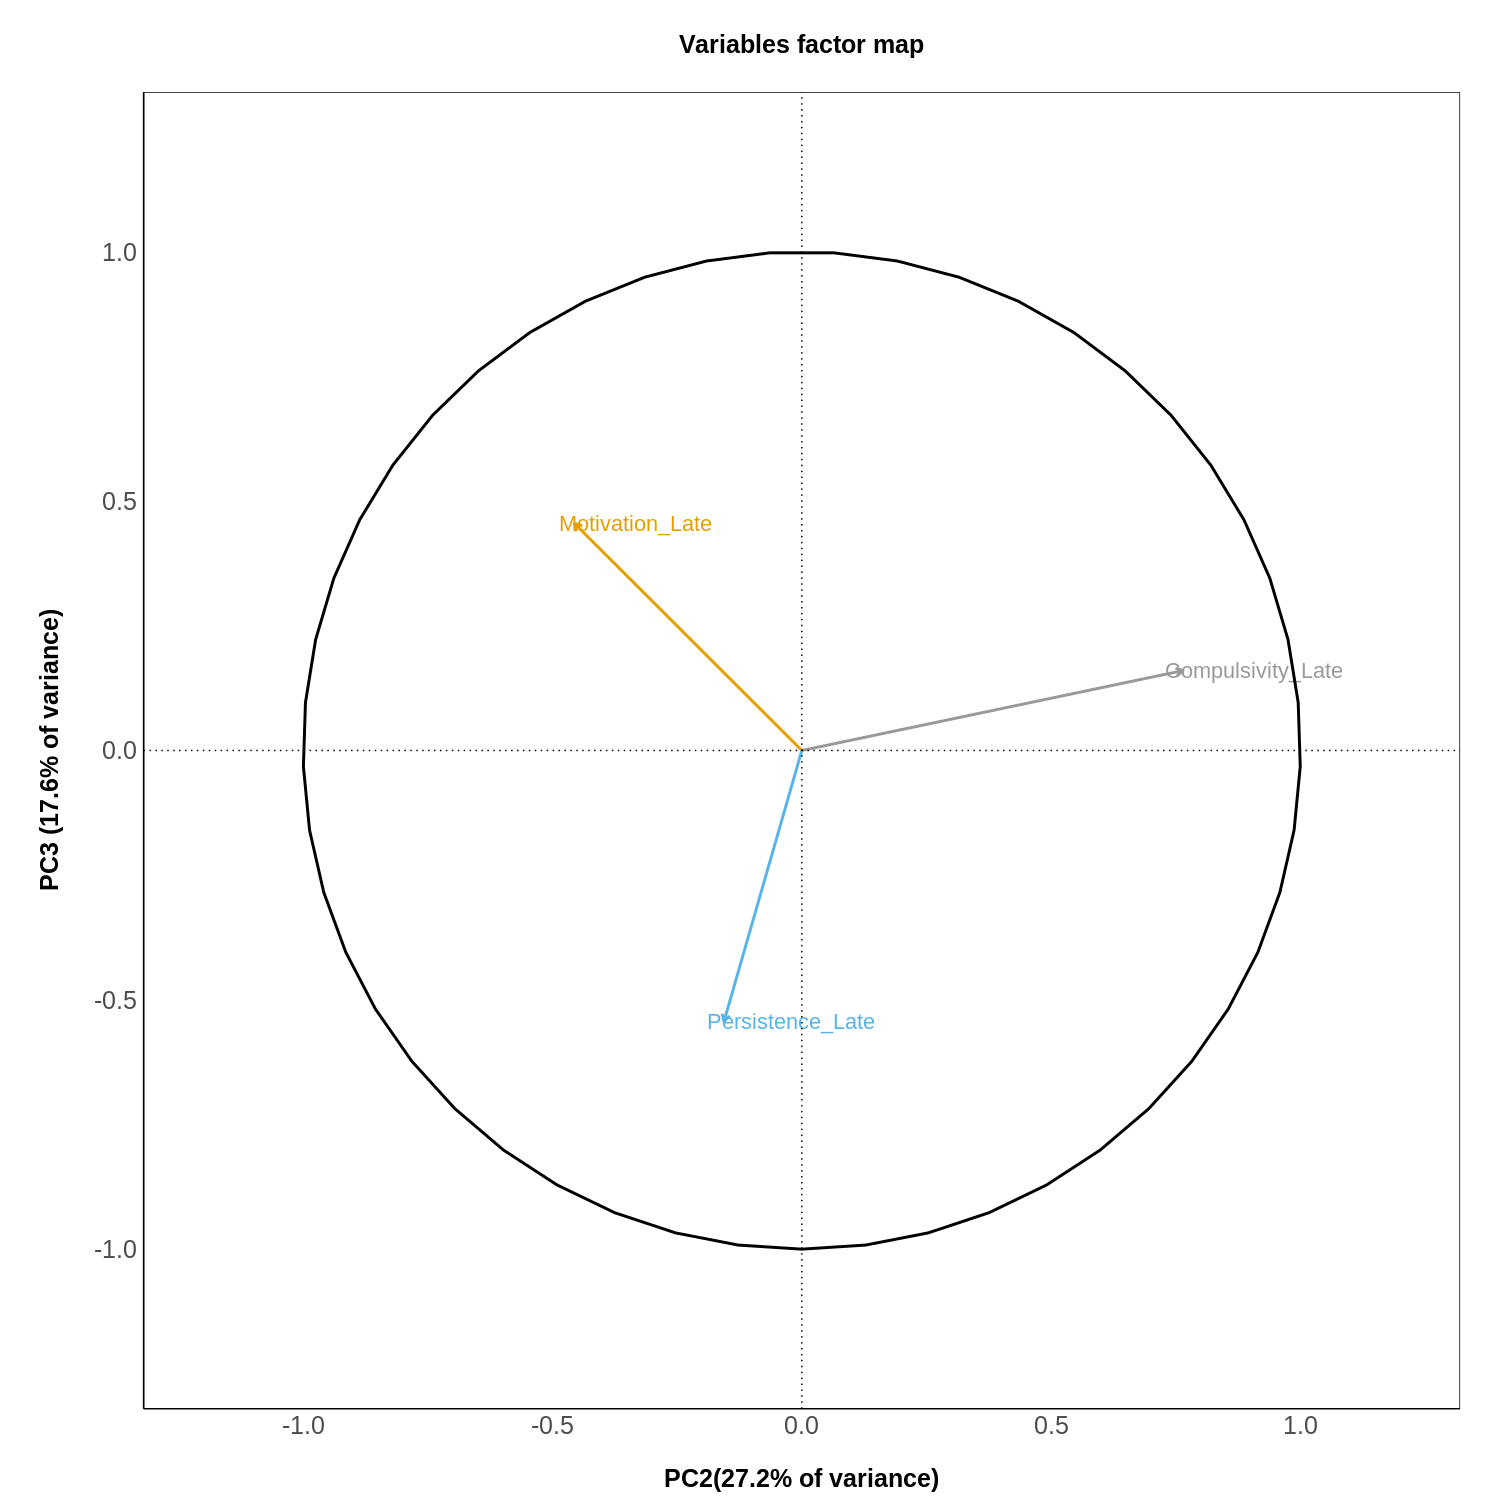 Variables factor map
1.0
0.5
0.0
-0.5
-1.0
PC3 (17.6% of variance)
Motivation_Late
Compulsivity_Late
Persistence_Late
-1.0 -0.5 0.0 0.5 1.0
PC2(27.2% of variance)